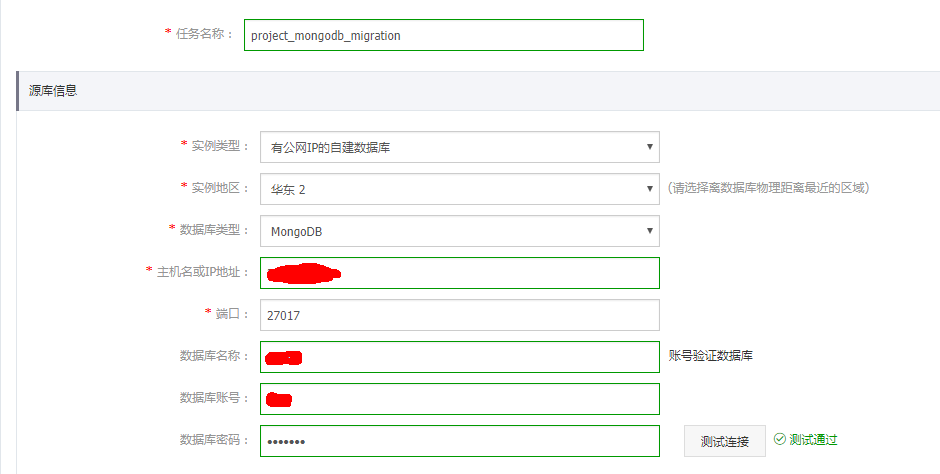 * 任务名称： project_mongodb_migration
源库信息
* 实例类型： 有公网IP的自建数据库
* 实例地区： 华东 2 (请选择离数据库物理距离最近的区域)
* 数据库类型： MongoDB
* 主机名或IP地址：
* 端口： 27017
数据库名称： 账号验证数据库
数据库账号：
数据库密码： ••••••• 测试连接 测试通过